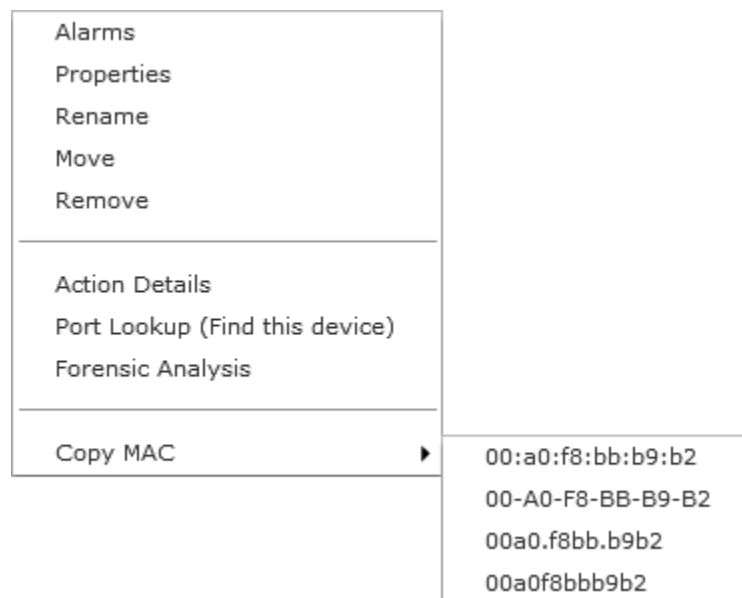 Alarms
Properties
Rename
Move
Remove
Action Details
Port Lookup (Find this device)
Forensic Analysis
Copy MAC
00:a0:f8:bb:b9:b2
00-A0-F8-BB-B9-B2
00a0.f8bb.b9b2
00a0f8bbb9b2